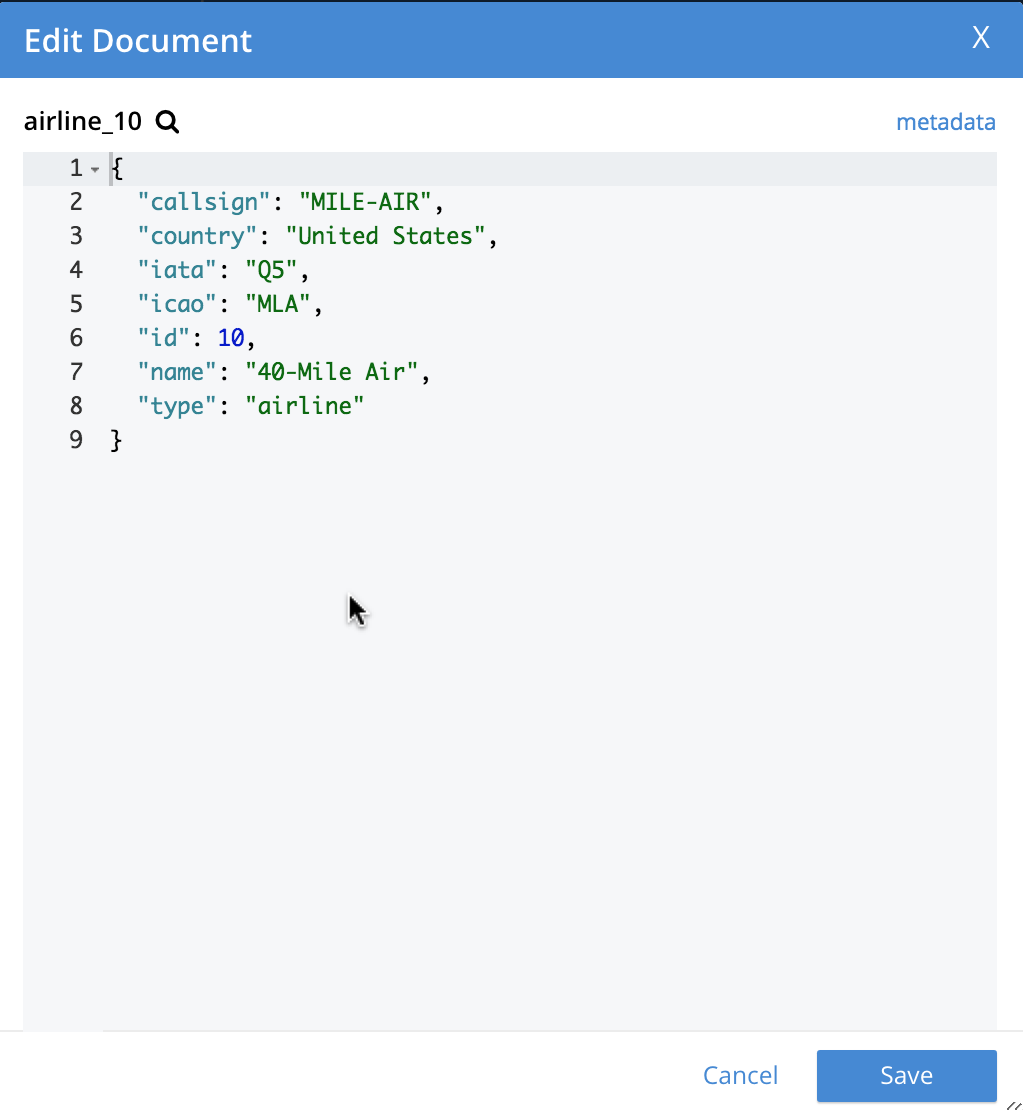 Edit Document X
airline_10 metadata
1 {
2 "callsign": "MILE-AIR",
3 "country": "United States",
4 "iata": "Q5",
5 "icao": "MLA",
6 "id": 10,
7 "name": "40-Mile Air",
8 "type": "airline"
9 }
Cancel Save